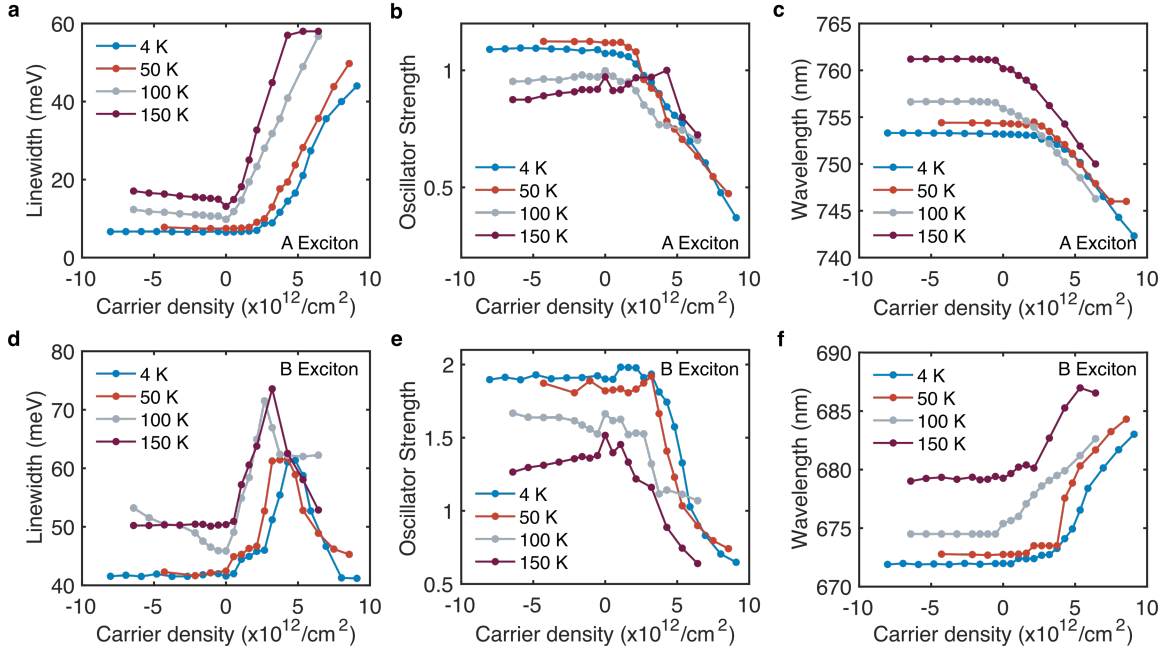 a
60
40
20
0
Linewidth (meV)
4 K
50 K
100 K
150 K
A Exciton
-10
-5
0
5
10
Carrier density (x10^12/cm^2)
b
1
0.5
Oscillator Strength
4 K
50 K
100 K
150 K
A Exciton
-10
-5
0
5
10
Carrier density (x10^12/cm^2)
c
765
760
755
750
745
740
Wavelength (nm)
4 K
50 K
100 K
150 K
A Exciton
-10
-5
0
5
10
Carrier density (x10^12/cm^2)
d
80
70
60
50
40
Linewidth (meV)
B Exciton
4 K
50 K
100 K
150 K
-10
-5
0
5
10
Carrier density (x10^12/cm^2)
e
2
1.5
1
0.5
Oscillator Strength
B Exciton
4 K
50 K
100 K
150 K
-10
-5
0
5
10
Carrier density (x10^12/cm^2)
f
690
685
680
675
670
Wavelength (nm)
B Exciton
4 K
50 K
100 K
150 K
-10
-5
0
5
10
Carrier density (x10^12/cm^2)